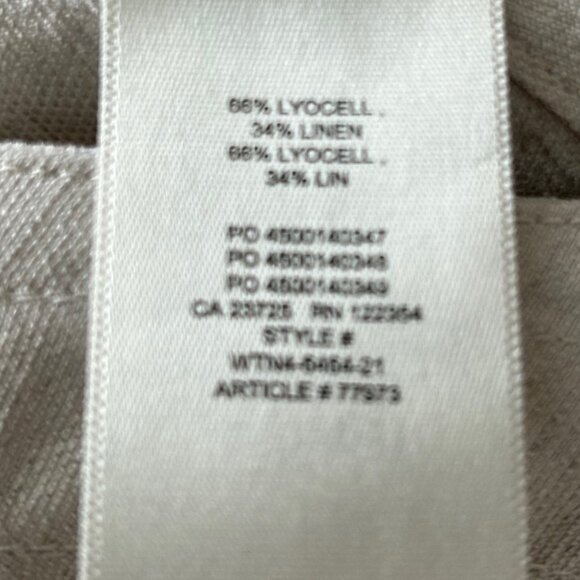 66% LYOCELL .
34% LINEN
66% LYOCELL .
34% LIN
PO 4500140347
PO 4500140348
PO 4500140349
CA 23725 RN 122354
STYLE #
WTN4-6464-21
ARTICLE # 77973